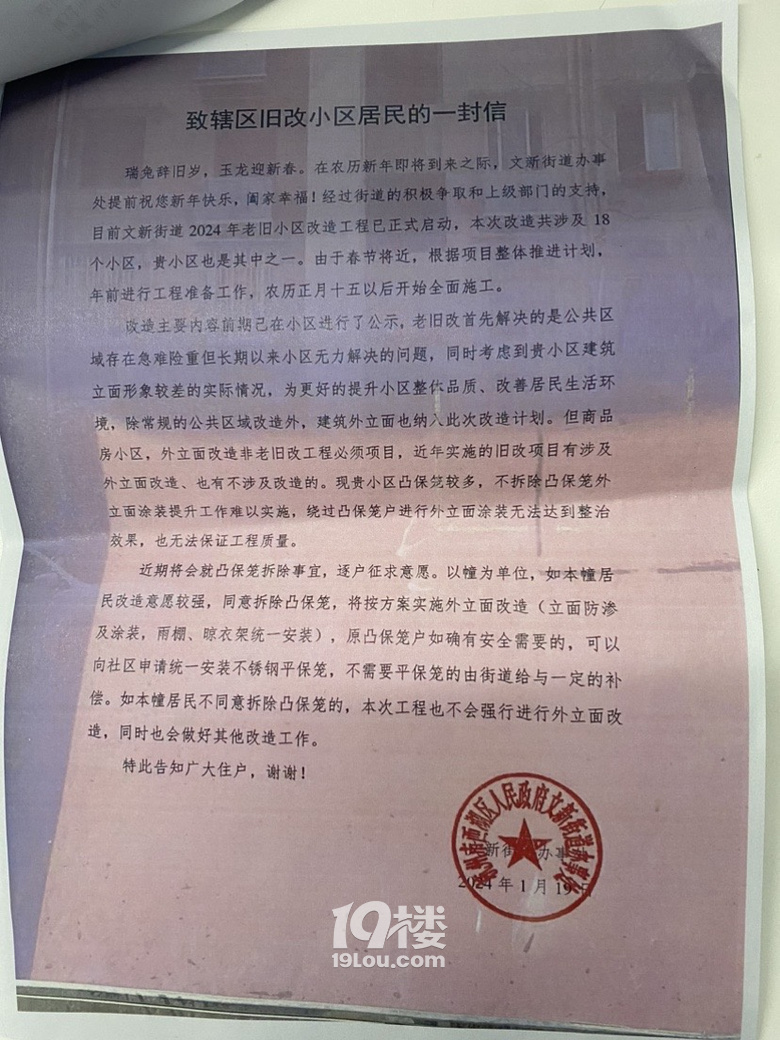 致辖区旧改小区居民的一封信
瑞兔辞旧岁，玉龙迎新春。在农历新年即将到来之际，文新街道办事
处提前祝您新年快乐，阖家幸福！经过街道的积极争取和上级部门的支持，
目前文新街道 2024 年老旧小区改造工程已正式启动，本次改造共涉及 18
个小区，贵小区也是其中之一。由于春节将近，根据项目整体推进计划，
年前进行工程准备工作，农历正月十五以后开始全面施工。
改造主要内容前期已在小区进行了公示，老旧改首先解决的是公共区
域存在急难险重但长期以来小区无力解决的问题，同时考虑到贵小区建筑
立面形象较差的实际情况，为更好的提升小区整体品质、改善居民生活环
境，除常规的公共区域改造外，建筑外立面也纳入此次改造计划。但商品
房小区，外立面改造非老旧改工程必须项目，近年实施的旧改项目有涉及
外立面改造、也有不涉及改造的。现贵小区凸保笼较多，不拆除凸保笼外
立面涂装提升工作难以实施，绕过凸保笼户进行外立面涂装无法达到整治
效果，也无法保证工程质量。
近期将会就凸保笼拆除事宜，逐户征求意愿。以幢为单位，如本幢居
民改造意愿较强，同意拆除凸保笼，将按方案实施外立面改造（立面防渗
及涂装，雨棚、晾衣架统一安装），原凸保笼户如确有安全需要的，可以
向社区申请统一安装不锈钢平保笼，不需要平保笼的由街道给与一定的补
偿。如本幢居民不同意拆除凸保笼的，本次工程也不会强行进行外立面改
造，同时也会做好其他改造工作。
特此告知广大住户，谢谢！
杭州市西湖区人民政府文新街道办事处
新街 办事
2024 年 1 月 19 日
19楼
19lou.com